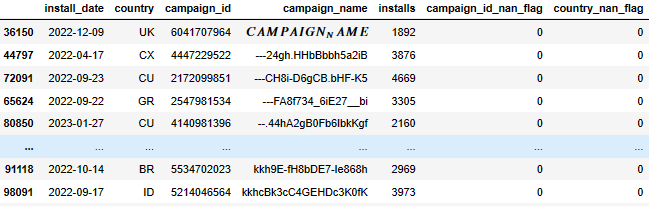 install_date country campaign_id campaign_name installs campaign_id_nan_flag country_nan_flag
36150 2022-12-09 UK 6041707964 CAMPAIGN_NAME 1892 0 0
44797 2022-04-17 CX 4447229522 ---24gh.HHbBbbh5a2iB 3876 0 0
72091 2022-09-23 CU 2172099851 ---CH8i-D6gCB.bHF-K5 4669 0 0
65624 2022-09-22 GR 2547981534 ---FA8f734_6iE27__bi 3305 0 0
80850 2023-01-27 CU 4140981396 --.44hA2gB0Fb6IbkKgf 2160 0 0
... ... ... ... ... ... ... ...
91118 2022-10-14 BR 5534702023 kkh9E-fH8bDE7-Ie868h 2969 0 0
98091 2022-09-17 ID 5214046564 kkhcBk3cC4GEHDc3K0fK 3973 0 0